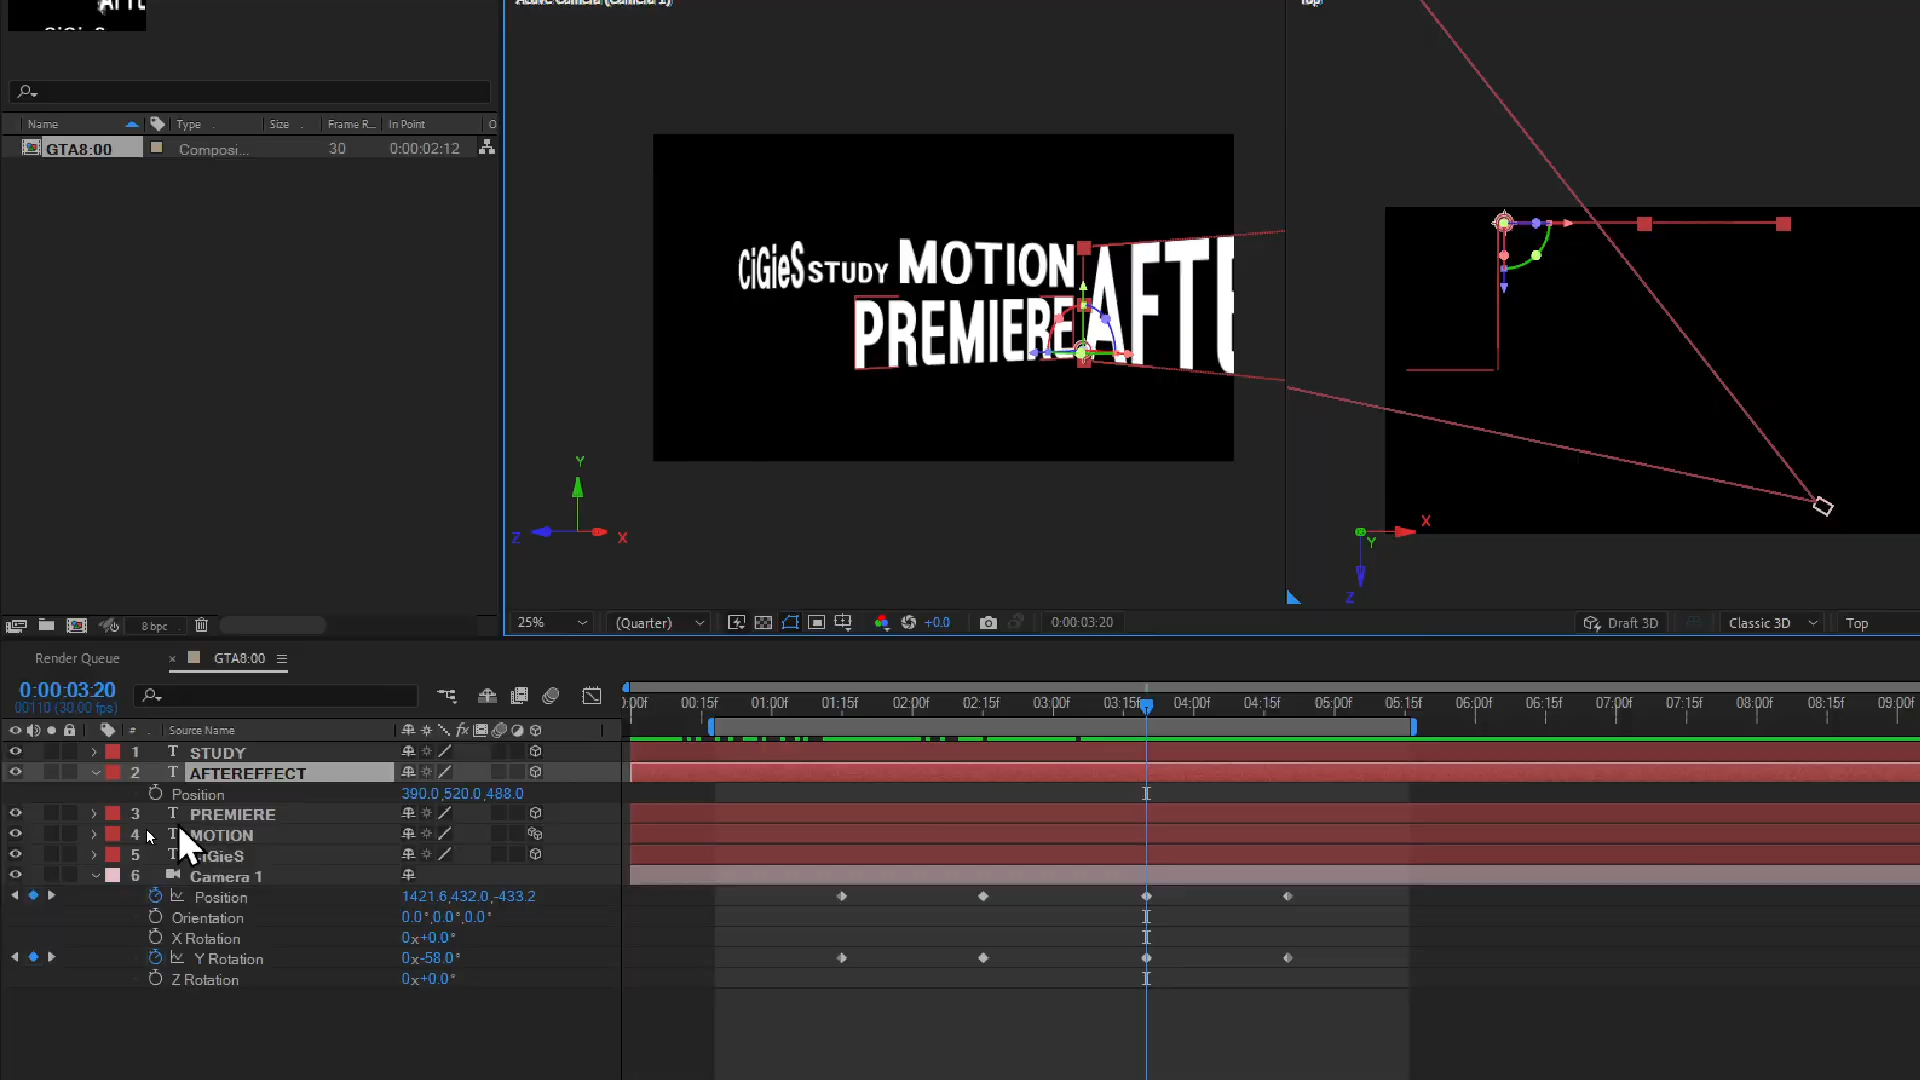 Active Camera (Camera 1)
Top
Name Type Size Frame R... In Point
GTA8:00 Composi... 30 0:00:02:12
CiGieS STUDY MOTION
PREMIERE AFTE
Y
Z X
X
Y
Z
8 bpc
25% (Quarter) +0.0 0:00:03:20 Draft 3D Classic 3D Top
Render Queue × GTA8:00
0:00:03:20
00110 (30.00 fps)
00:15f 01:00f 01:15f 02:00f 02:15f 03:00f 03:15f 04:00f 04:15f 05:00f 05:15f 06:00f 06:15f 07:00f 07:15f 08:00f 08:15f 09:00f
# Source Name
1 T STUDY
2 T AFTEREFFECT
Position 390.0,520.0,488.0
3 T PREMIERE
4 T MOTION
5 T CiGieS
6 Camera 1
Position 1421.6,432.0,-433.2
Orientation 0.0°,0.0°,0.0°
X Rotation 0x+0.0°
Y Rotation 0x-58.0°
Z Rotation 0x+0.0°